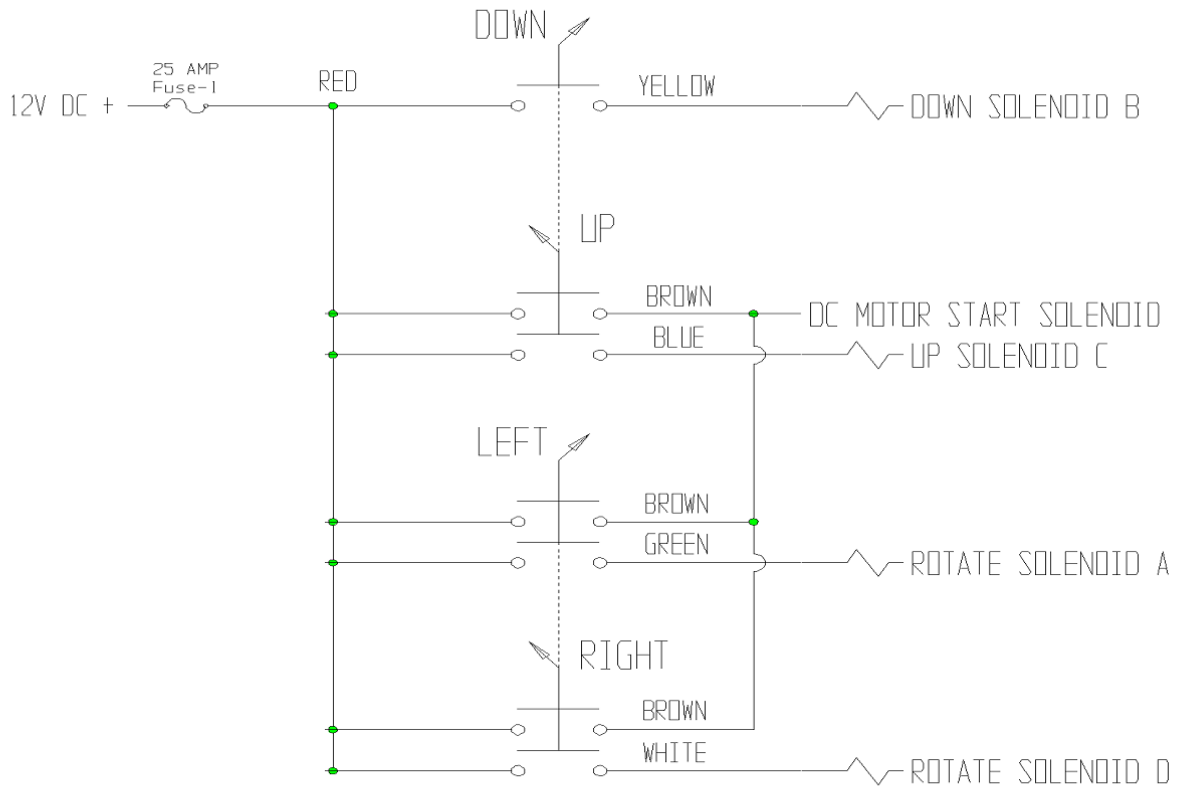 DOWN
25 AMP
Fuse-1
RED
YELLOW
12V DC +
DOWN SOLENOID B
UP
BROWN
DC MOTOR START SOLENOID
BLUE
UP SOLENOID C
LEFT
BROWN
GREEN
ROTATE SOLENOID A
RIGHT
BROWN
WHITE
ROTATE SOLENOID D